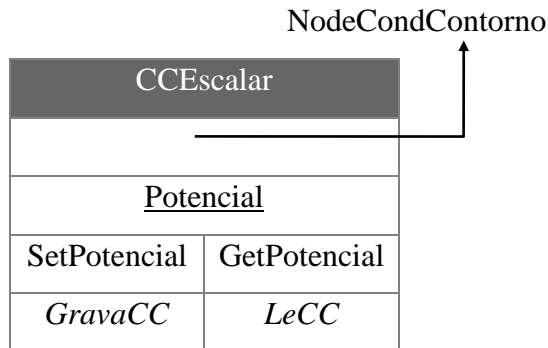 NodeCondContorno
CCEscalar
Potencial
SetPotencial GetPotencial
GravaCC LeCC